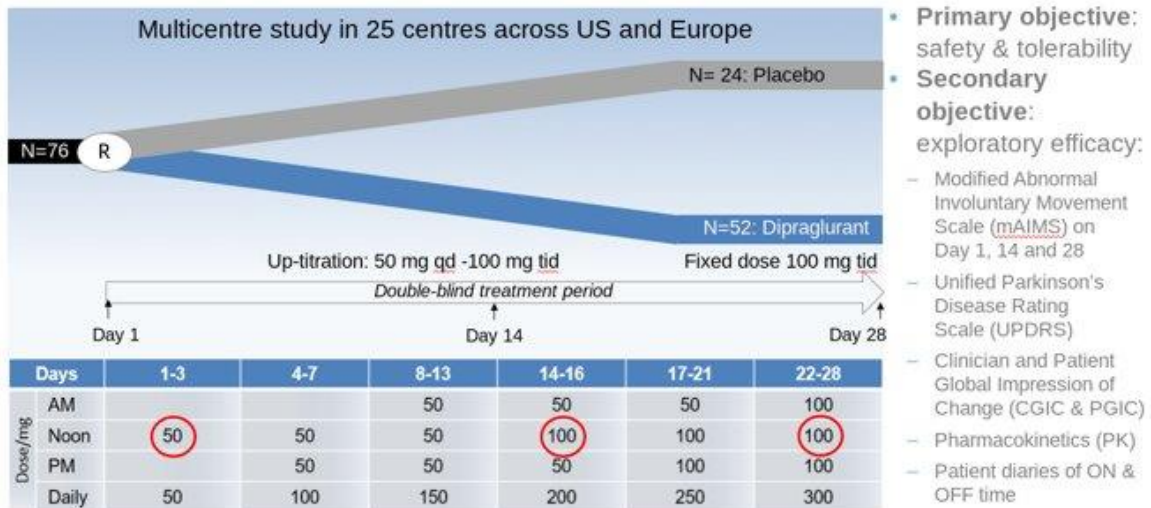 Multicentre study in 25 centres across US and Europe
N= 24: Placebo
N=76
R
N=52: Dipraglurant
Up-titration: 50 mg qd -100 mg tid
Fixed dose 100 mg tid
Double-blind treatment period
Day 1
Day 14
Day 28
Days 1-3 4-7 8-13 14-16 17-21 22-28
Dose/mg
AM 50 50 50 100
Noon 50 50 50 100 100 100
PM 50 50 50 100 100
Daily 50 100 150 200 250 300
• Primary objective:
safety & tolerability
• Secondary
objective:
exploratory efficacy:
– Modified Abnormal
Involuntary Movement
Scale (mAIMS) on
Day 1, 14 and 28
– Unified Parkinson's
Disease Rating
Scale (UPDRS)
– Clinician and Patient
Global Impression of
Change (CGIC & PGIC)
– Pharmacokinetics (PK)
– Patient diaries of ON &
OFF time